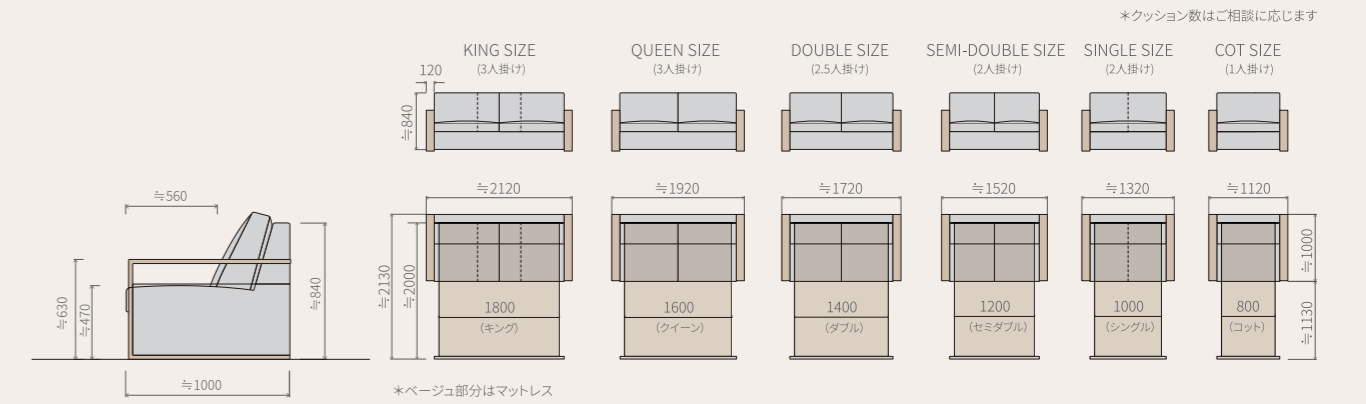 ＊クッション数はご相談に応じます
KING SIZE
(3人掛け)
QUEEN SIZE
(3人掛け)
DOUBLE SIZE
(2.5人掛け)
SEMI-DOUBLE SIZE
(2人掛け)
SINGLE SIZE
(2人掛け)
COT SIZE
(1人掛け)
120
≒840
≒2120
≒1920
≒1720
≒1520
≒1320
≒1120
≒560
≒630
≒470
≒840
≒1000
≒2130
≒2000
1800
(キング)
1600
(クイーン)
1400
(ダブル)
1200
(セミダブル)
1000
(シングル)
800
(コット)
≒1000
≒1130
＊ベージュ部分はマットレス